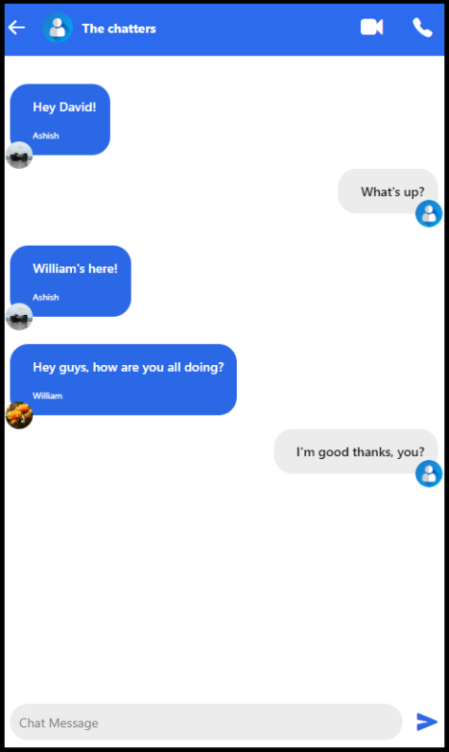 The chatters
Hey David!
Ashish
What's up?
William's here!
Ashish
Hey guys, how are you all doing?
William
I'm good thanks, you?
Chat Message